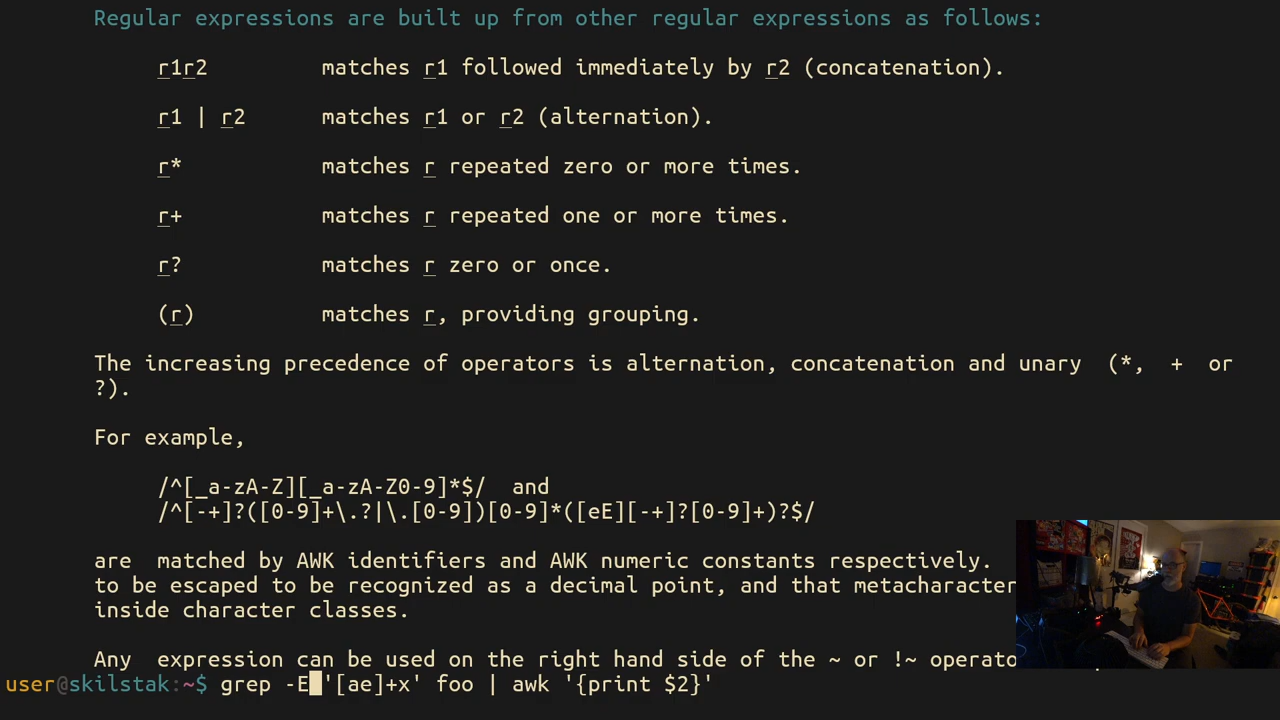 Regular expressions are built up from other regular expressions as follows:
r1r2 matches r1 followed immediately by r2 (concatenation).
r1 | r2 matches r1 or r2 (alternation).
r* matches r repeated zero or more times.
r+ matches r repeated one or more times.
r? matches r zero or once.
(r) matches r, providing grouping.
The increasing precedence of operators is alternation, concatenation and unary (*, + or
?).
For example,
/^[_a-zA-Z][_a-zA-Z0-9]*$/ and
/^[-+]?([0-9]+\.?|\.[0-9])[0-9]*([eE][-+]?[0-9]+)?$/
are matched by AWK identifiers and AWK numeric constants respectively.
to be escaped to be recognized as a decimal point, and that metacharacter
inside character classes.
Any expression can be used on the right hand side of the ~ or !~ operato
user@skilstak:~$ grep -E '[ae]+x' foo | awk '{print $2}'